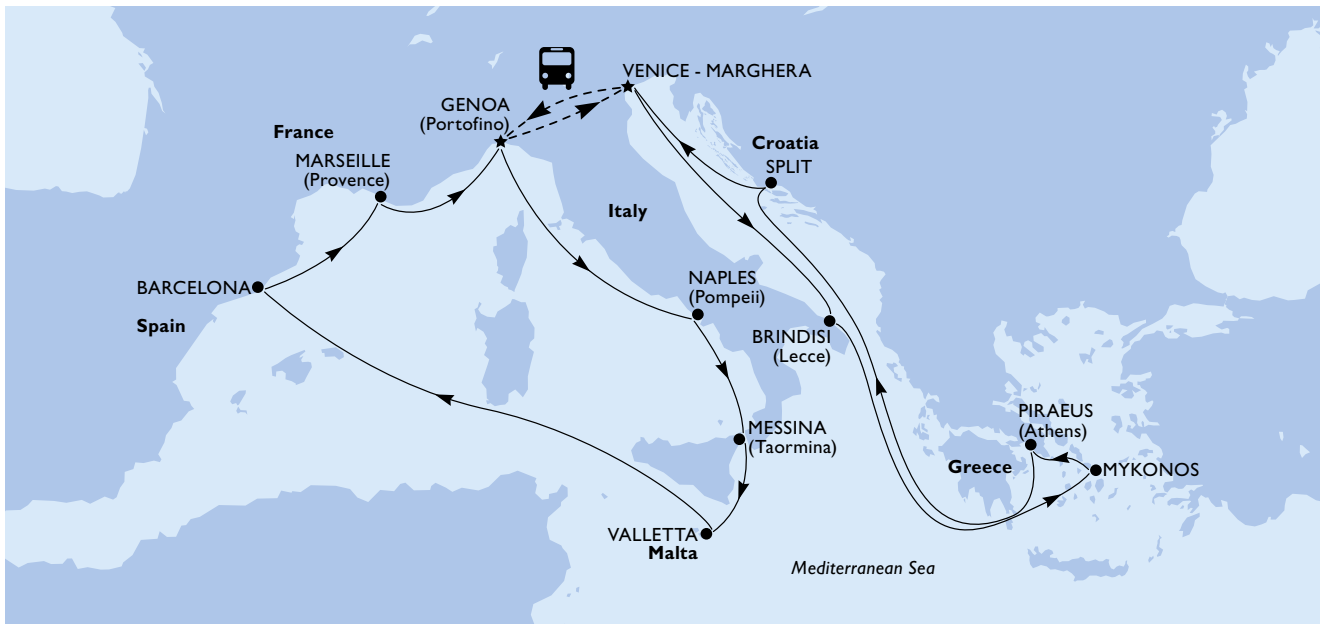 VENICE - MARGHERA
GENOA
(Portofino)
France
MARSEILLE
(Provence)
Croatia
SPLIT
Italy
BARCELONA
Spain
NAPLES
(Pompeii)
BRINDISI
(Lecce)
MESSINA
(Taormina)
PIRAEUS
(Athens)
Greece
MYKONOS
VALLETTA
Malta
Mediterranean Sea